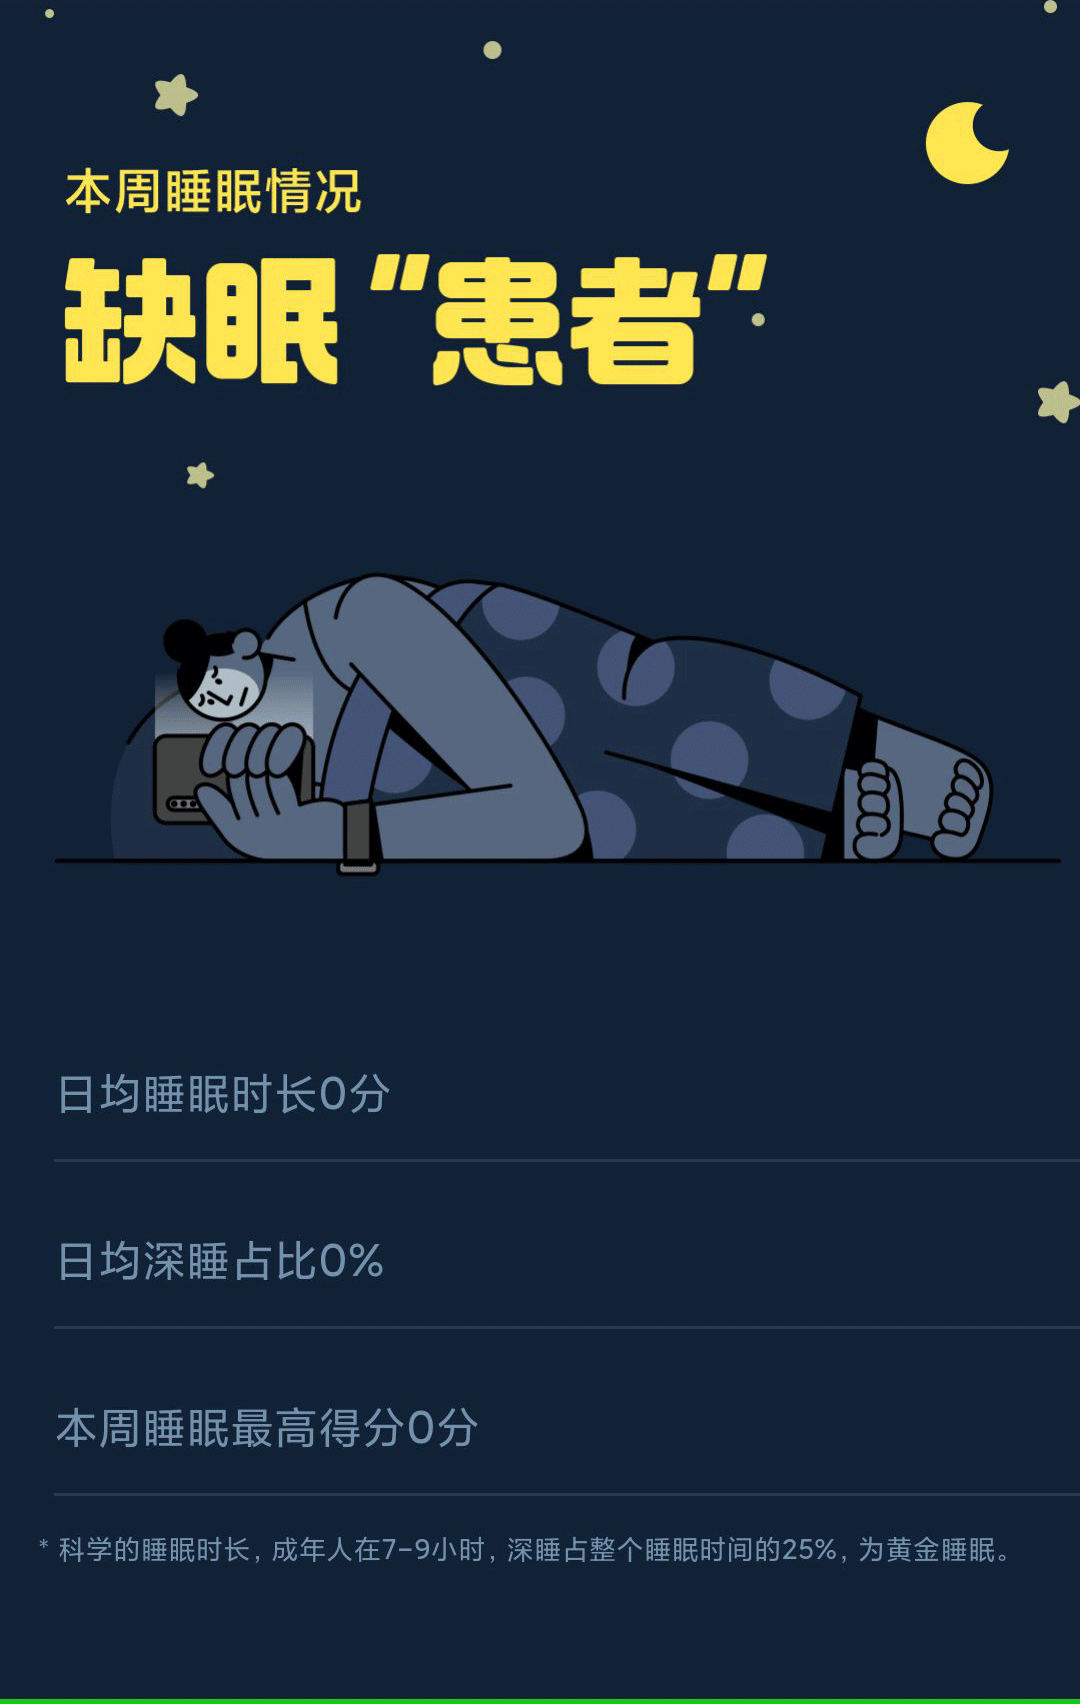 本周睡眠情况
缺眠"患者"
日均睡眠时长0分
日均深睡占比0%
本周睡眠最高得分0分
* 科学的睡眠时长，成年人在7-9小时，深睡占整个睡眠时间的25%，为黄金睡眠。